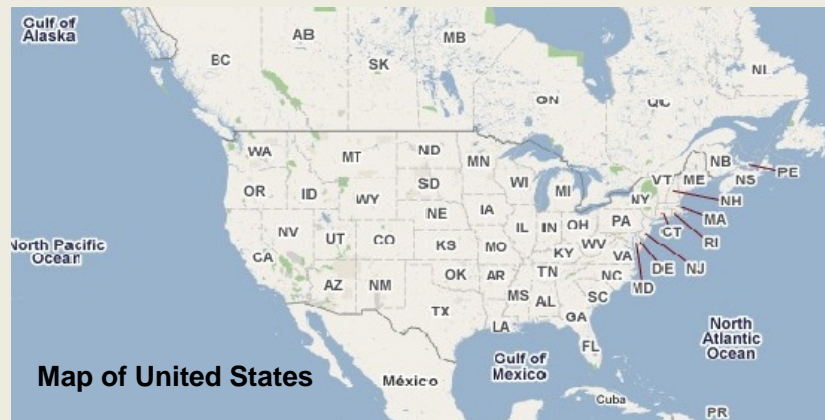 Gulf of
Alaska
AB
MB
BC
SK
NL
ON
QC
WA
MT
ND
MN
NB
PE
OR
ID
WY
SD
WI
MI
VT
ME
NS
NY
NH
NE
IA
PA
MA
NV
UT
CO
IL
IN
OH
CT
RI
North Pacific
Ocean
CA
KS
MO
WV
VA
KY
DE
NJ
AZ
NM
OK
AR
TN
NC
MD
MS
AL
SC
TX
GA
LA
FL
North
Atlantic
Ocean
Map of United States
México
Gulf of
Mexico
Cuba
PR